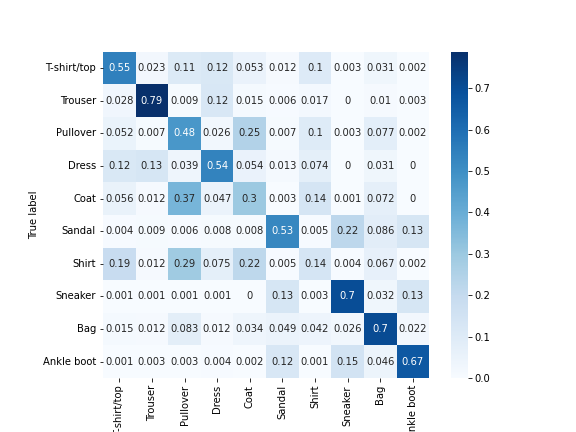 T-shirt/top 0.55 0.023 0.11 0.12 0.053 0.012 0.1 0.003 0.031 0.002
Trouser 0.028 0.79 0.009 0.12 0.015 0.006 0.017 0 0.01 0.003
Pullover 0.052 0.007 0.48 0.026 0.25 0.007 0.1 0.003 0.077 0.002
Dress 0.12 0.13 0.039 0.54 0.054 0.013 0.074 0 0.031 0
Coat 0.056 0.012 0.37 0.047 0.3 0.003 0.14 0.001 0.072 0
Sandal 0.004 0.009 0.006 0.008 0.008 0.53 0.005 0.22 0.086 0.13
Shirt 0.19 0.012 0.29 0.075 0.22 0.005 0.14 0.004 0.067 0.002
Sneaker 0.001 0.001 0.001 0.001 0 0.13 0.003 0.7 0.032 0.13
Bag 0.015 0.012 0.083 0.012 0.034 0.049 0.042 0.026 0.7 0.022
Ankle boot 0.001 0.003 0.003 0.004 0.002 0.12 0.001 0.15 0.046 0.67
True label
-shirt/top Trouser Pullover Dress Coat Sandal Shirt Sneaker Bag nkle boot
0.7
0.6
0.5
0.4
0.3
0.2
0.1
0.0